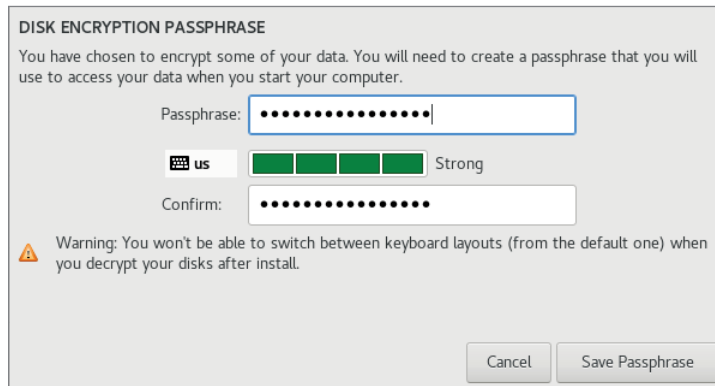 DISK ENCRYPTION PASSPHRASE
You have chosen to encrypt some of your data. You will need to create a passphrase that you will
use to access your data when you start your computer.
Passphrase: ••••••••••••••••
us Strong
Confirm: ••••••••••••••••
Warning: You won't be able to switch between keyboard layouts (from the default one) when
you decrypt your disks after install.
Cancel Save Passphrase